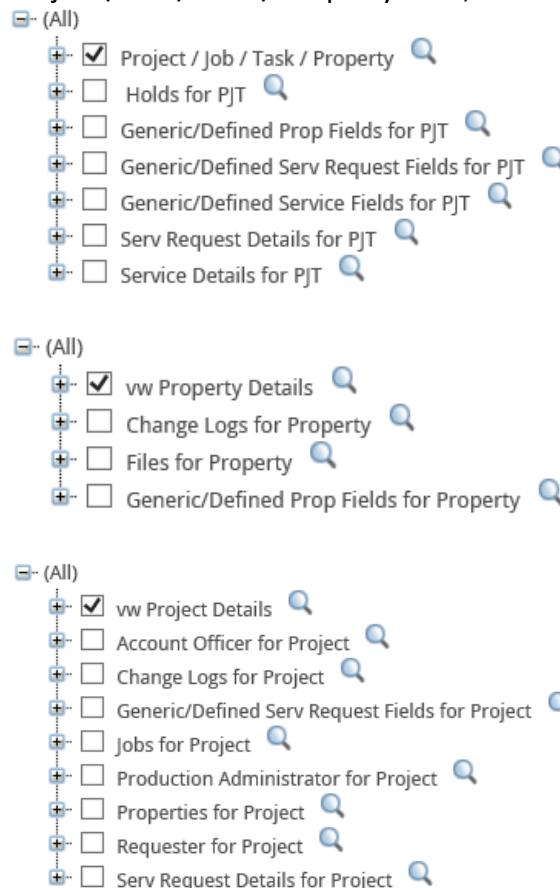 (All)
Project / Job / Task / Property
Holds for PJT
Generic/Defined Prop Fields for PJT
Generic/Defined Serv Request Fields for PJT
Generic/Defined Service Fields for PJT
Serv Request Details for PJT
Service Details for PJT
(All)
vw Property Details
Change Logs for Property
Files for Property
Generic/Defined Prop Fields for Property
(All)
vw Project Details
Account Officer for Project
Change Logs for Project
Generic/Defined Serv Request Fields for Project
Jobs for Project
Production Administrator for Project
Properties for Project
Requester for Project
Serv Request Details for Project